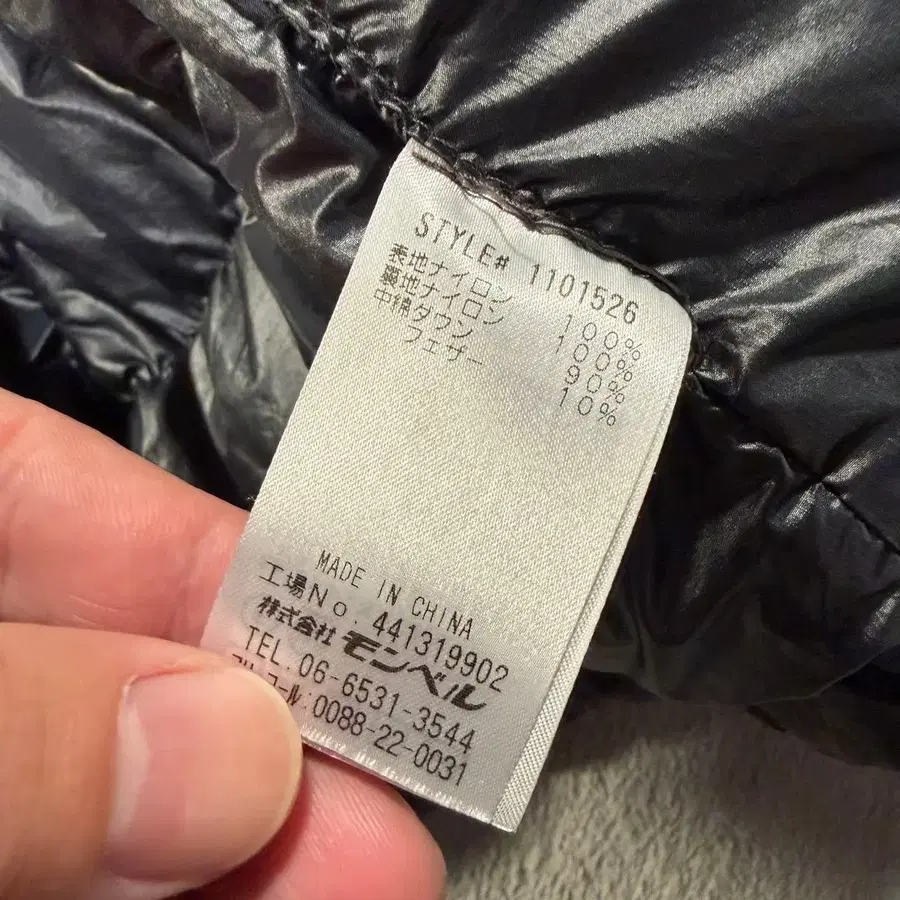 STYLE# 1101526
表地ナイロン 100%
裏地ナイロン 100%
中綿ダウン 90%
フェザー 10%
MADE IN CHINA
工場No. 441319902
株式会社モンベル
TEL.06-6531-3544
フリーコール:0088-22-0031